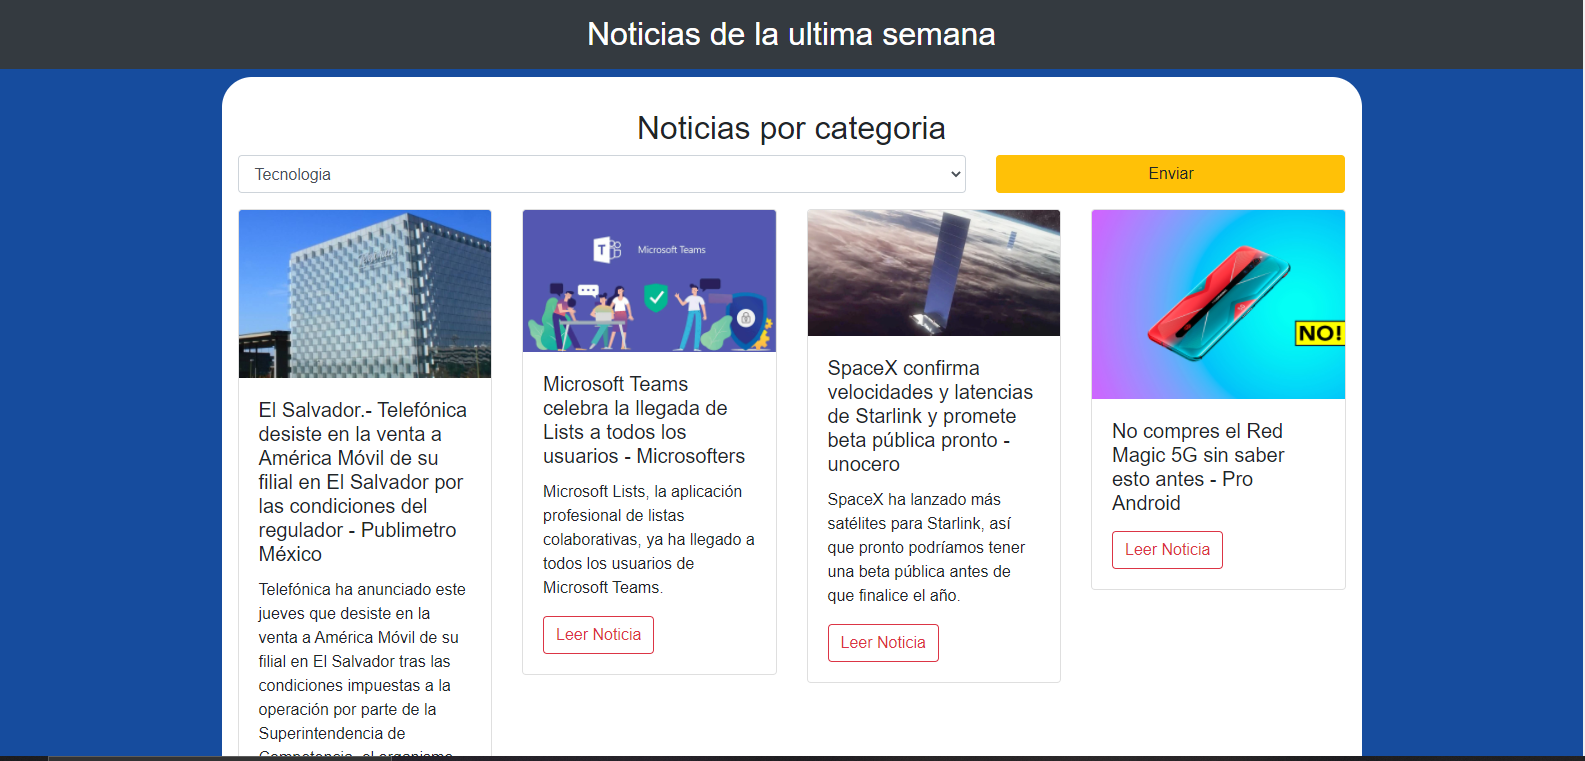 Noticias de la ultima semana
Noticias por categoria
Tecnologia
Enviar
El Salvador.- Telefónica
desiste en la venta a
América Móvil de su
filial en El Salvador por
las condiciones del
regulador - Publimetro
México
Telefónica ha anunciado este
jueves que desiste en la
venta a América Móvil de su
filial en El Salvador tras las
condiciones impuestas a la
operación por parte de la
Superintendencia de
Competencia, el organismo
T
Microsoft Teams
Microsoft Teams
celebra la llegada de
Lists a todos los
usuarios - Microsofters
Microsoft Lists, la aplicación
profesional de listas
colaborativas, ya ha llegado a
todos los usuarios de
Microsoft Teams.
Leer Noticia
SpaceX confirma
velocidades y latencias
de Starlink y promete
beta pública pronto -
unocero
SpaceX ha lanzado más
satélites para Starlink, así
que pronto podríamos tener
una beta pública antes de
que finalice el año.
Leer Noticia
NO!
No compres el Red
Magic 5G sin saber
esto antes - Pro
Android
Leer Noticia